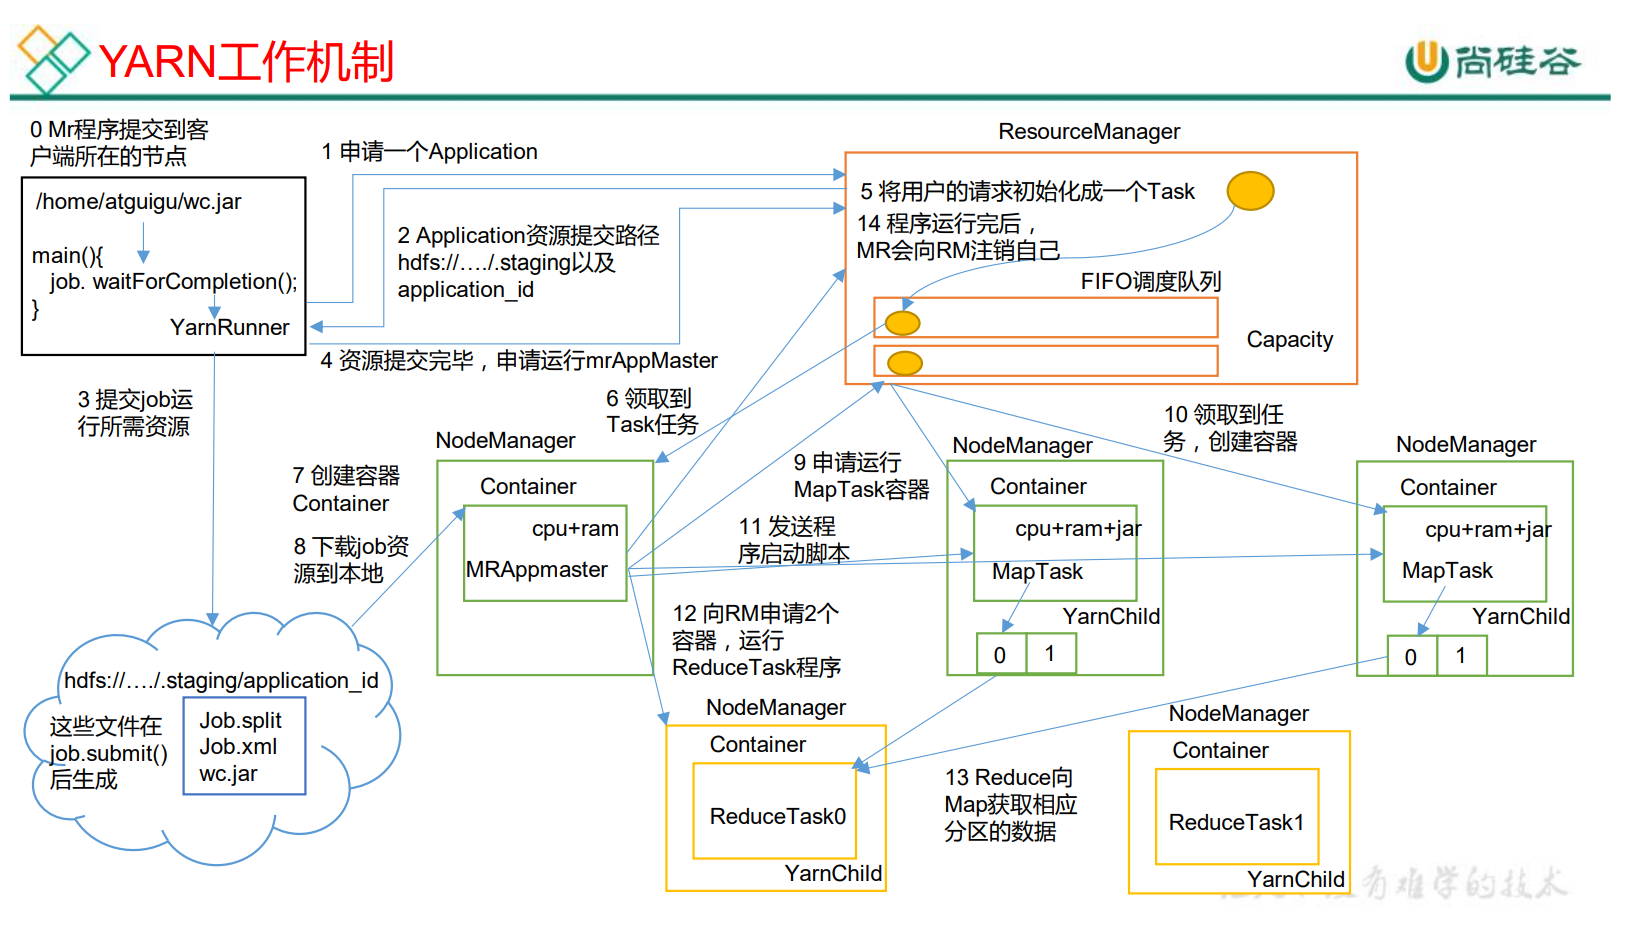 YARN工作机制
尚硅谷
0 Mr程序提交到客
户端所在的节点
/home/atguigu/wc.jar
main(){
job. waitForCompletion();
}
YarnRunner
1 申请一个Application
2 Application资源提交路径
hdfs://…./.staging以及
application_id
4 资源提交完毕，申请运行mrAppMaster
3 提交job运
行所需资源
ResourceManager
5 将用户的请求初始化成一个Task
14 程序运行完后，
MR会向RM注销自己
FIFO调度队列
Capacity
6 领取到
Task任务
NodeManager
7 创建容器
Container
8 下载job资
源到本地
Container
cpu+ram
MRAppmaster
9 申请运行
MapTask容器
10 领取到任
务，创建容器
11 发送程
序启动脚本
NodeManager
Container
cpu+ram+jar
MapTask
YarnChild
0
1
NodeManager
Container
cpu+ram+jar
MapTask
YarnChild
0
1
12 向RM申请2个
容器，运行
ReduceTask程序
hdfs://…./.staging/application_id
这些文件在
job.submit()
后生成
Job.split
Job.xml
wc.jar
NodeManager
Container
ReduceTask0
YarnChild
13 Reduce向
Map获取相应
分区的数据
NodeManager
Container
ReduceTask1
YarnChild
有难学的技术